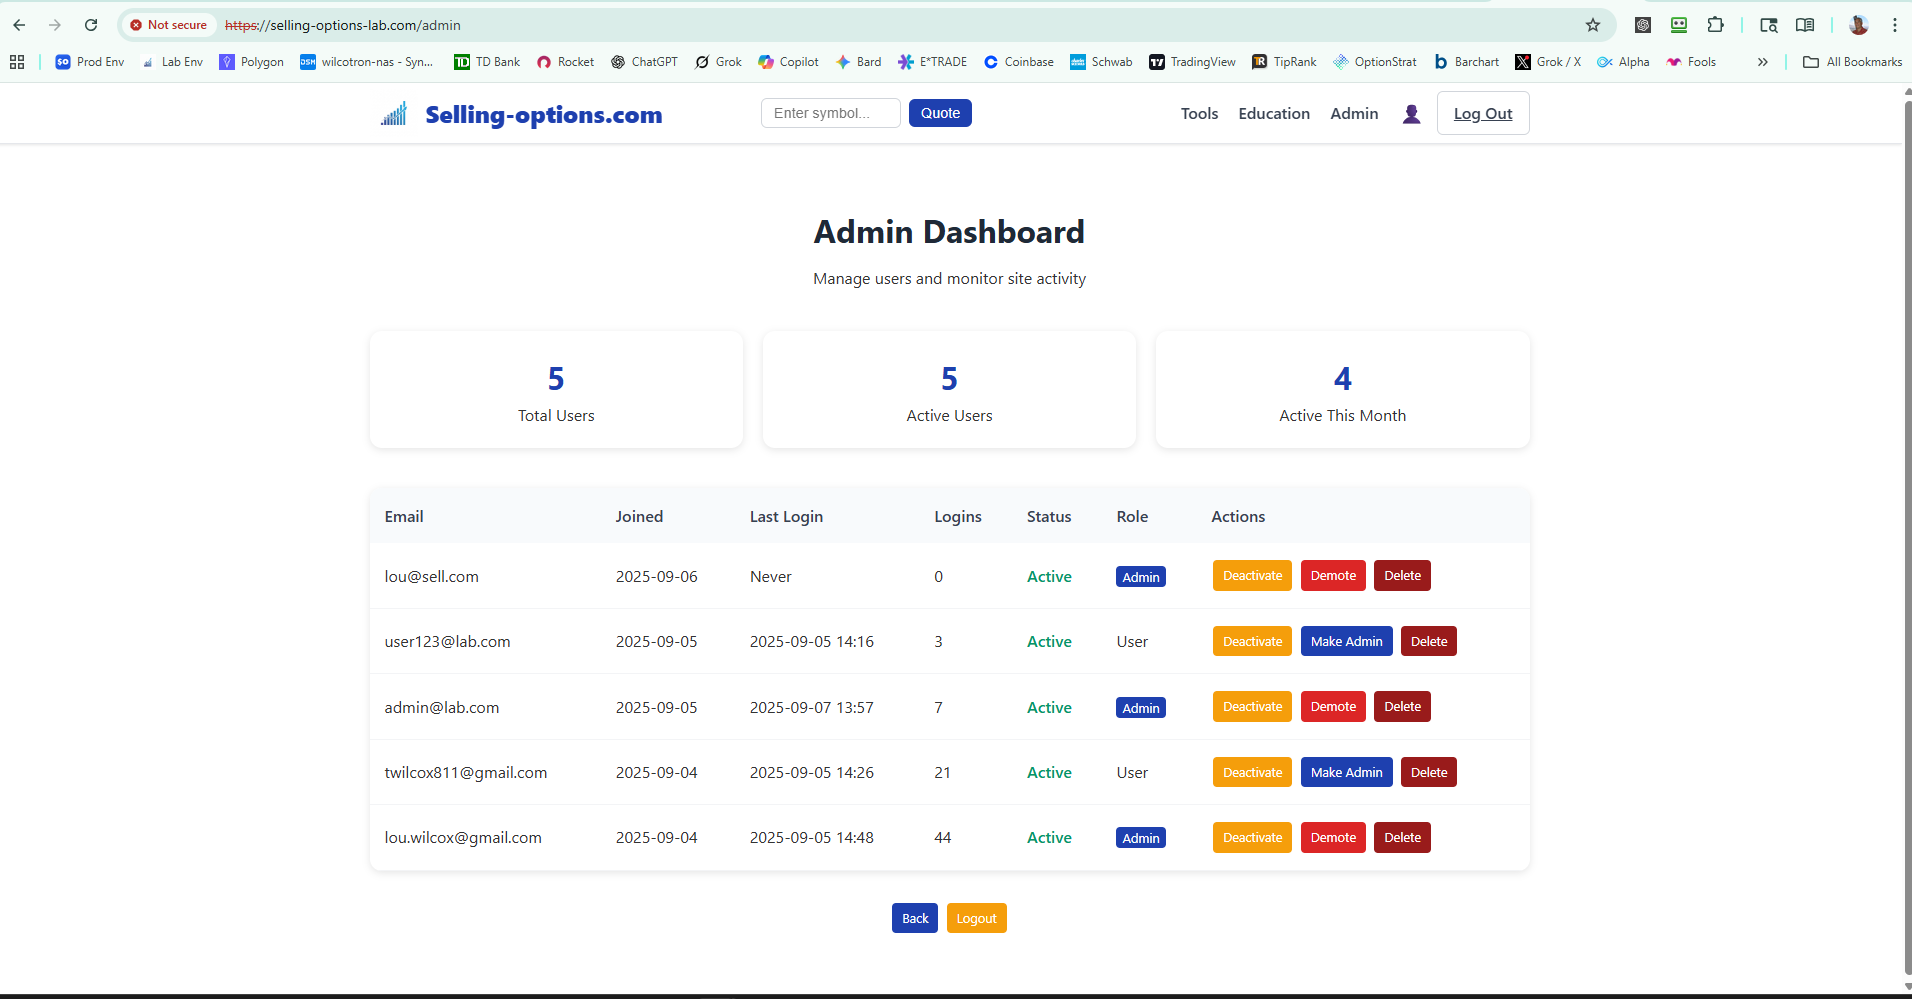 Not secure https://selling-options-lab.com/admin
Prod Env Lab Env Polygon DSM wilcotron-nas - Syn... TD TD Bank Rocket ChatGPT Grok Copilot Bard E*TRADE Coinbase Schwab TradingView TR TipRank OptionStrat b Barchart X Grok / X Alpha Fools » All Bookmarks
Selling-options.com Enter symbol... Quote Tools Education Admin Log Out
Admin Dashboard
Manage users and monitor site activity
5 5 4
Total Users Active Users Active This Month
Email Joined Last Login Logins Status Role Actions
lou@sell.com 2025-09-06 Never 0 Active Admin Deactivate Demote Delete
user123@lab.com 2025-09-05 2025-09-05 14:16 3 Active User Deactivate Make Admin Delete
admin@lab.com 2025-09-05 2025-09-07 13:57 7 Active Admin Deactivate Demote Delete
twilcox811@gmail.com 2025-09-04 2025-09-05 14:26 21 Active User Deactivate Make Admin Delete
lou.wilcox@gmail.com 2025-09-04 2025-09-05 14:48 44 Active Admin Deactivate Demote Delete
Back Logout